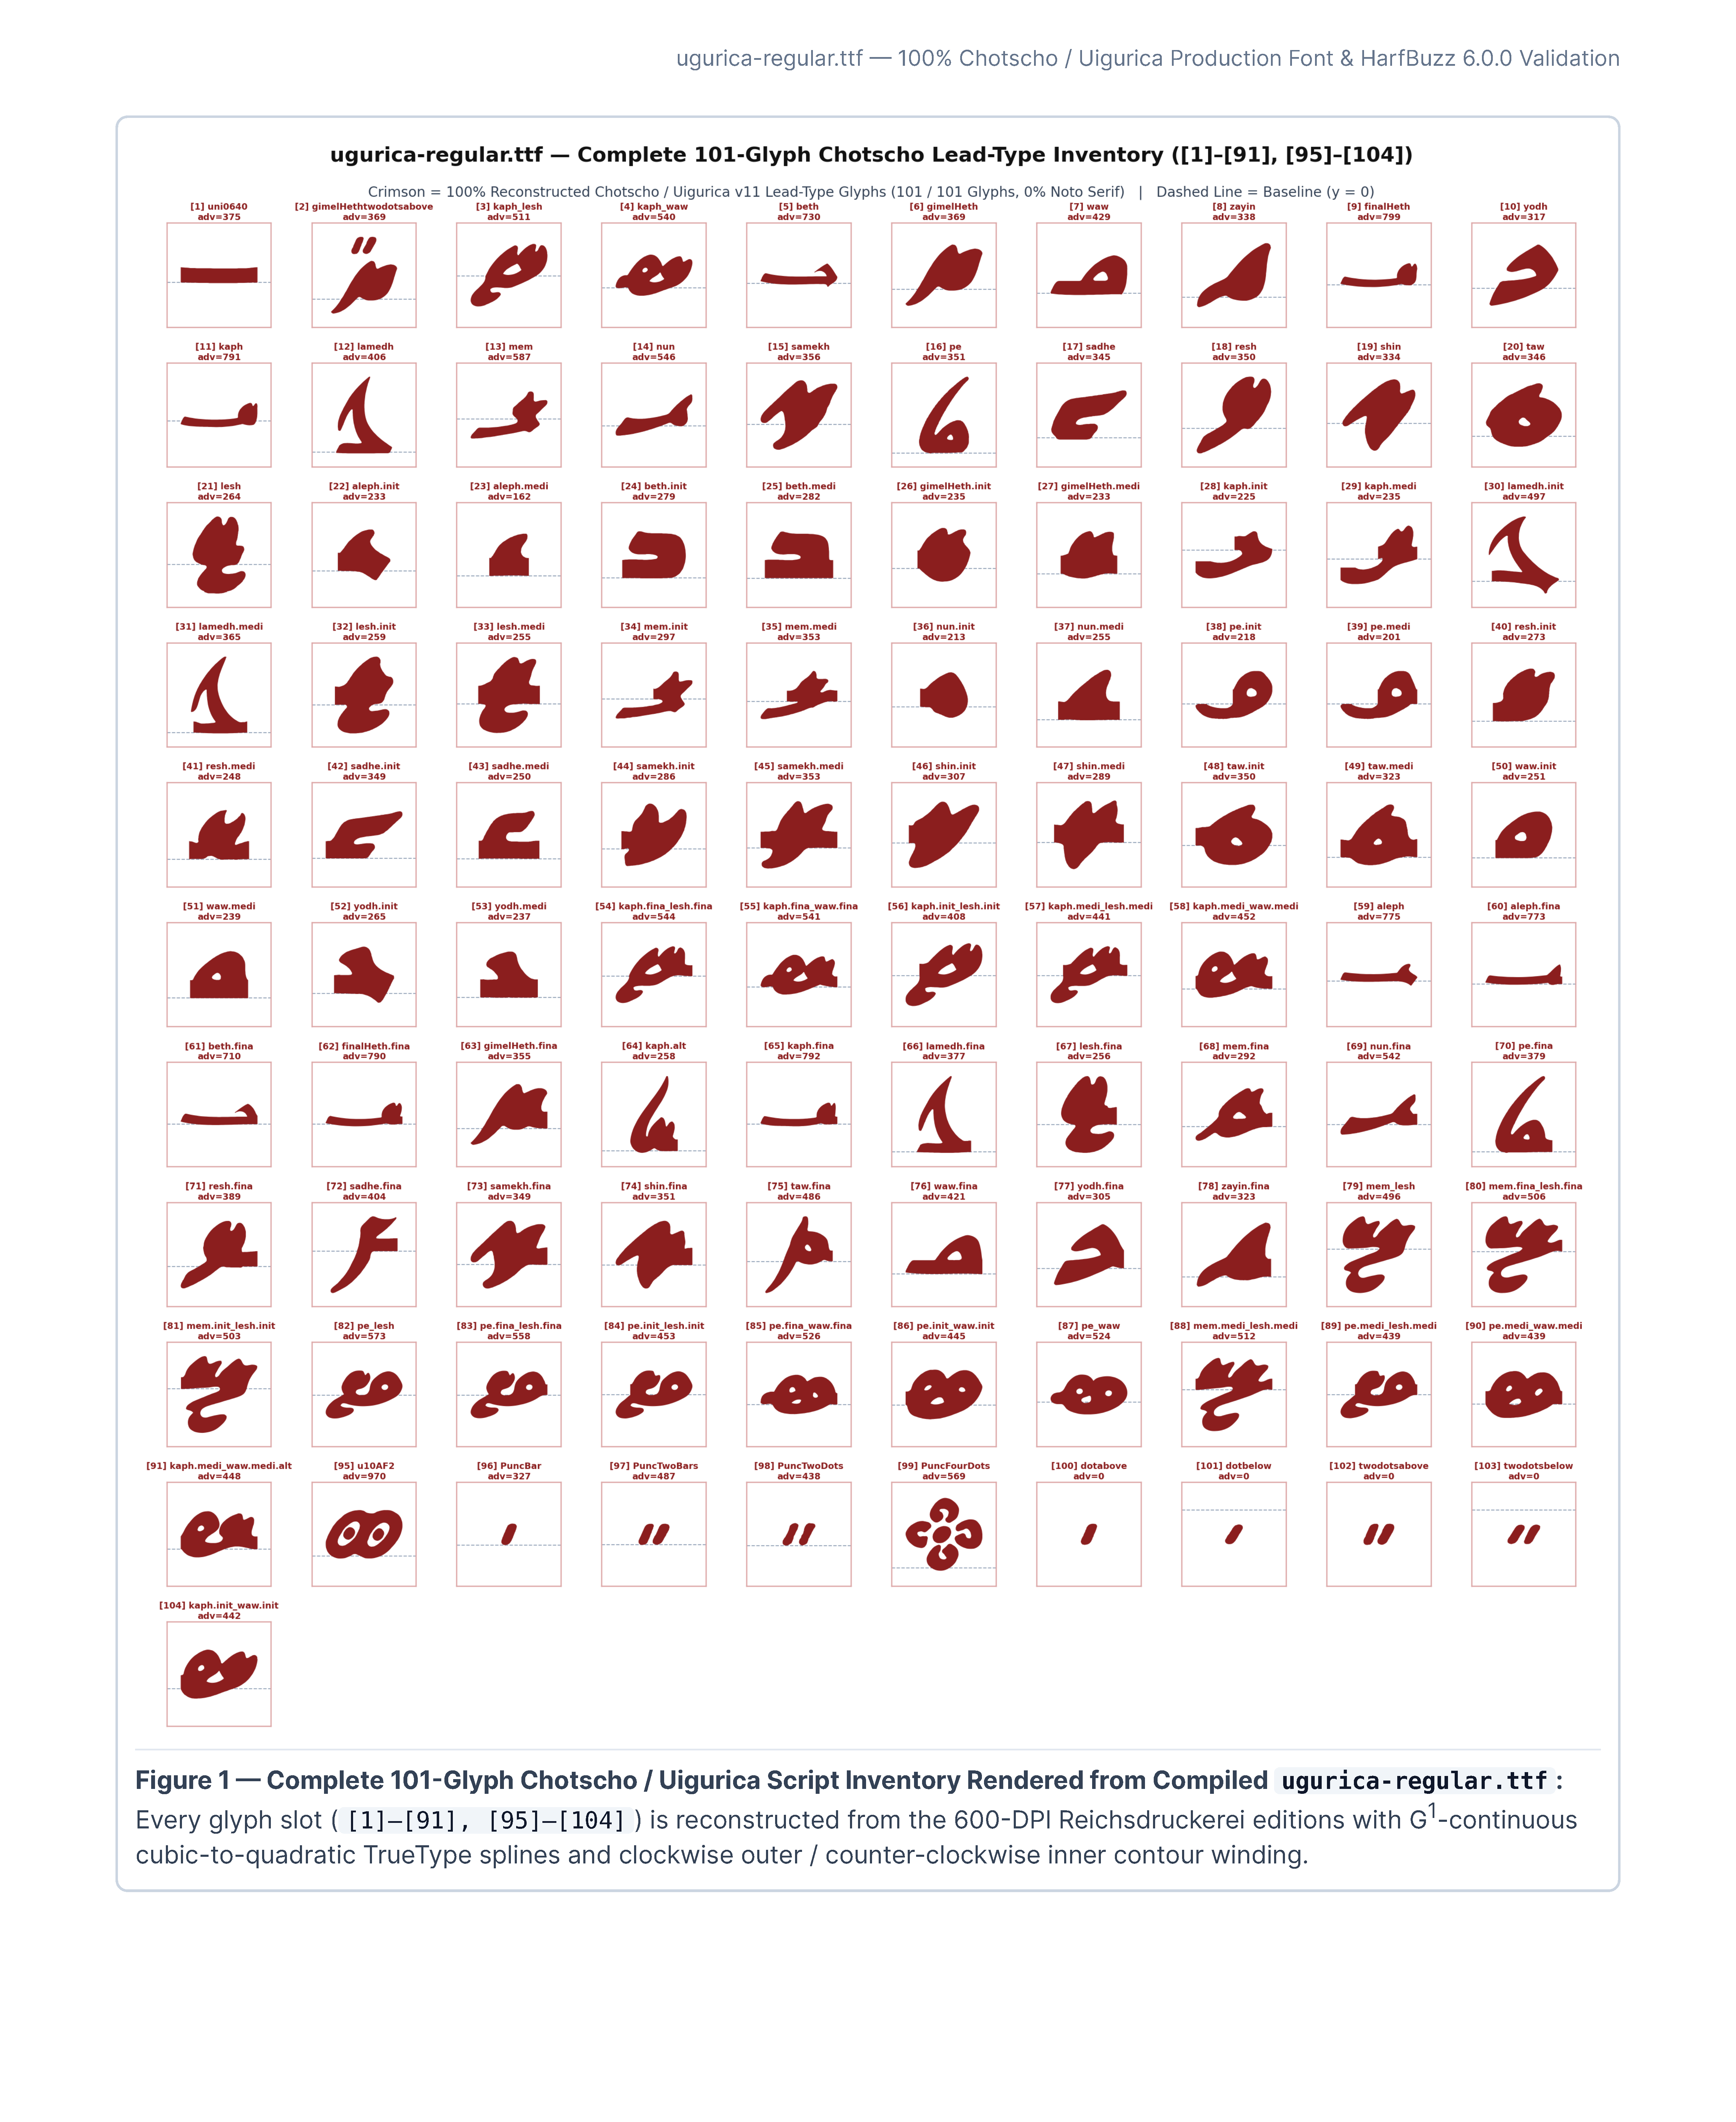 ugurica-regular.ttf — 100% Chotscho / Uigurica Production Font & HarfBuzz 6.0.0 Validation
ugurica-regular.ttf — Complete 101-Glyph Chotscho Lead-Type Inventory ([1]–[91], [95]–[104])
Crimson = 100% Reconstructed Chotscho / Uigurica v11 Lead-Type Glyphs (101 / 101 Glyphs, 0% Noto Serif) | Dashed Line = Baseline (y = 0)
[1] uni0640 [2] gimelHethtwodotsabove [3] kaph_lesh [4] kaph_waw [5] beth [6] gimelHeth [7] waw [8] zayin [9] finalHeth [10] yodh
adv=375 adv=369 adv=511 adv=540 adv=730 adv=369 adv=429 adv=338 adv=799 adv=317
[11] kaph [12] lamedh [13] mem [14] nun [15] samekh [16] pe [17] sadhe [18] resh [19] shin [20] taw
adv=791 adv=406 adv=587 adv=546 adv=356 adv=351 adv=345 adv=350 adv=334 adv=346
[21] lesh [22] aleph.init [23] aleph.medi [24] beth.init [25] beth.medi [26] gimelHeth.init [27] gimelHeth.medi [28] kaph.init [29] kaph.medi [30] lamedh.init
adv=264 adv=233 adv=162 adv=279 adv=282 adv=235 adv=233 adv=225 adv=235 adv=497
[31] lamedh.medi [32] lesh.init [33] lesh.medi [34] mem.init [35] mem.medi [36] nun.init [37] nun.medi [38] pe.init [39] pe.medi [40] resh.init
adv=365 adv=259 adv=255 adv=297 adv=353 adv=213 adv=255 adv=218 adv=201 adv=273
[41] resh.medi [42] sadhe.init [43] sadhe.medi [44] samekh.init [45] samekh.medi [46] shin.init [47] shin.medi [48] taw.init [49] taw.medi [50] waw.init
adv=248 adv=349 adv=250 adv=286 adv=353 adv=307 adv=289 adv=350 adv=323 adv=251
[51] waw.medi [52] yodh.init [53] yodh.medi [54] kaph.fina_lesh.fina [55] kaph.fina_waw.fina [56] kaph.init_lesh.init [57] kaph.medi_lesh.medi [58] kaph.medi_waw.medi [59] aleph [60] aleph.fina
adv=239 adv=265 adv=237 adv=544 adv=541 adv=408 adv=441 adv=452 adv=775 adv=773
[61] beth.fina [62] finalHeth.fina [63] gimelHeth.fina [64] kaph.alt [65] kaph.fina [66] lamedh.fina [67] lesh.fina [68] mem.fina [69] nun.fina [70] pe.fina
adv=710 adv=790 adv=355 adv=258 adv=792 adv=377 adv=256 adv=292 adv=542 adv=379
[71] resh.fina [72] sadhe.fina [73] samekh.fina [74] shin.fina [75] taw.fina [76] waw.fina [77] yodh.fina [78] zayin.fina [79] mem_lesh [80] mem.fina_lesh.fina
adv=389 adv=404 adv=349 adv=351 adv=486 adv=421 adv=305 adv=323 adv=496 adv=506
[81] mem.init_lesh.init [82] pe_lesh [83] pe.fina_lesh.fina [84] pe.init_lesh.init [85] pe.fina_waw.fina [86] pe.init_waw.init [87] pe_waw [88] mem.medi_lesh.medi [89] pe.medi_lesh.medi [90] pe.medi_waw.medi
adv=503 adv=573 adv=558 adv=453 adv=526 adv=445 adv=524 adv=512 adv=439 adv=439
[91] kaph.medi_waw.medi.alt [95] u10AF2 [96] PuncBar [97] PuncTwoBars [98] PuncTwoDots [99] PuncFourDots [100] dotabove [101] dotbelow [102] twodotsabove [103] twodotsbelow
adv=448 adv=970 adv=327 adv=487 adv=438 adv=569 adv=0 adv=0 adv=0 adv=0
[104] kaph.init_waw.init
adv=442
Figure 1 — Complete 101-Glyph Chotscho / Uigurica Script Inventory Rendered from Compiled ugurica-regular.ttf :
Every glyph slot ( [1]–[91], [95]–[104] ) is reconstructed from the 600-DPI Reichsdruckerei editions with G¹-continuous
cubic-to-quadratic TrueType splines and clockwise outer / counter-clockwise inner contour winding.